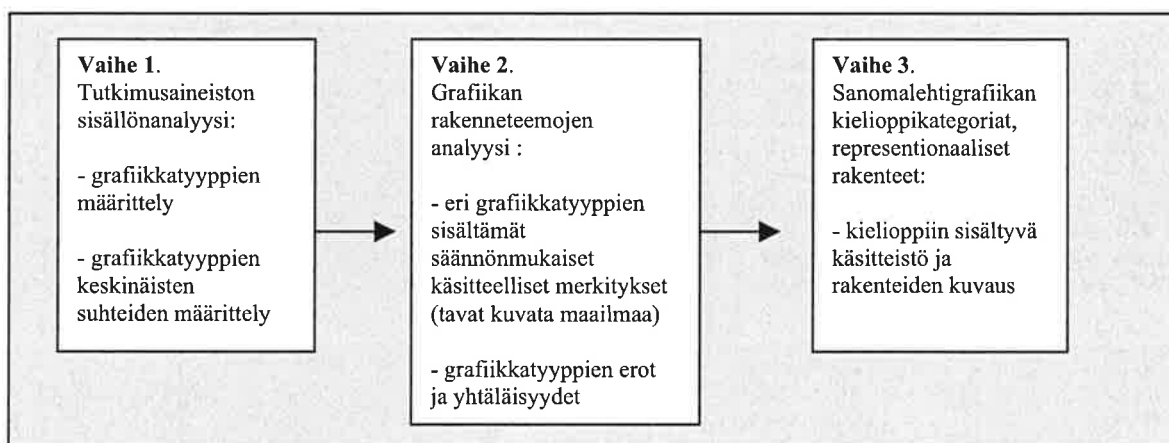 Vaihe 1.
Tutkimusaineiston
sisällönanalyysi:
- grafiikkatyyppien
määrittely
- grafiikkatyyppien
keskinäisten
suhteiden määrittely
Vaihe 2.
Grafiikan
rakenneteemojen
analyysi :
- eri grafiikkatyyppien
sisältämät
säännönmukaiset
käsitteelliset merkitykset
(tavat kuvata maailmaa)
- grafiikkatyyppien erot
ja yhtäläisyydet
Vaihe 3.
Sanomalehtigrafiikan
kielioppikategoriat,
representionaaliset
rakenteet:
- kielioppiin sisältyvä
käsitteistö ja
rakenteiden kuvaus